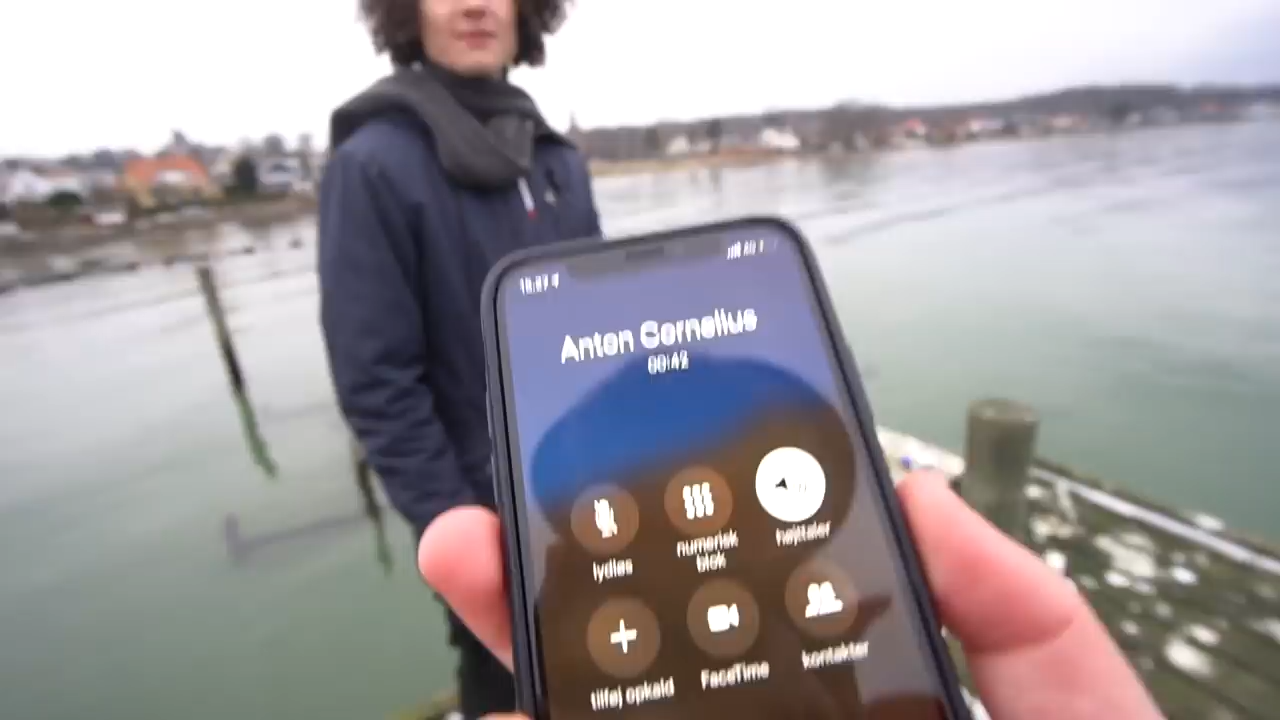 Anton Cornelius
00:42
lydløs
numerisk
blok
højttaler
tilføj opkald
FaceTime
kontakter